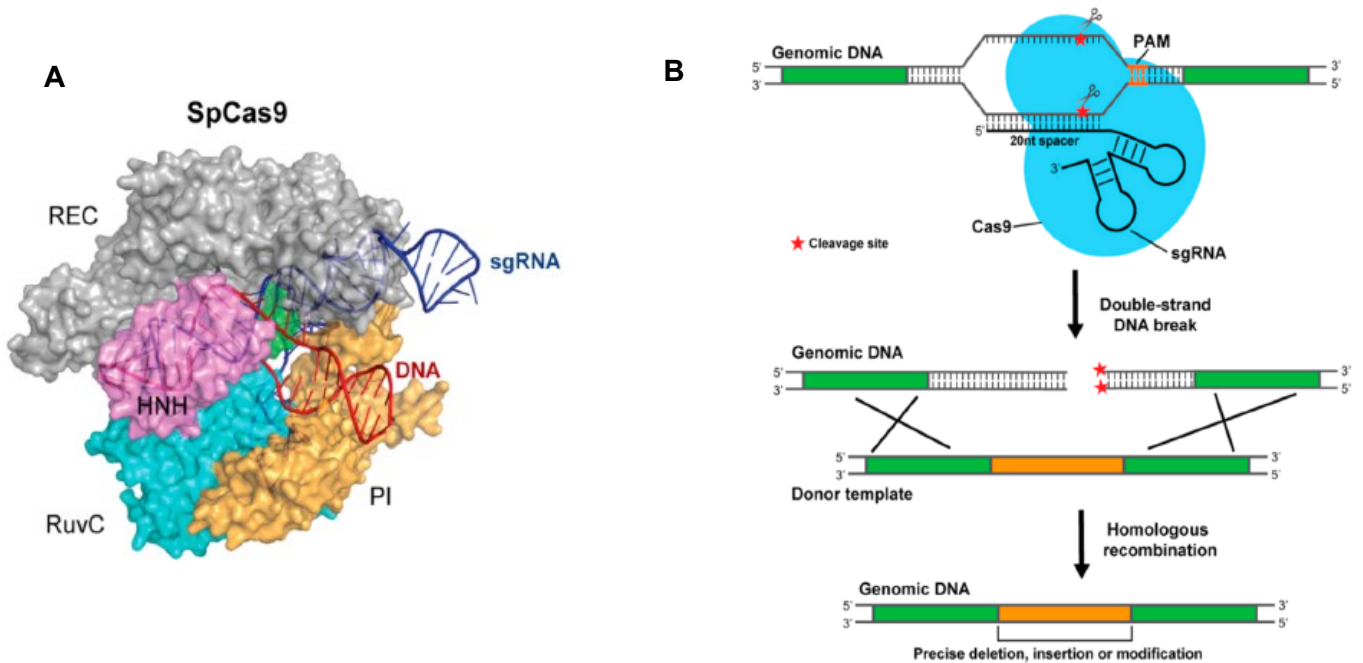 A
SpCas9
REC
sgRNA
DNA
HNH
RuvC
PI
B
Genomic DNA
PAM
5' 3'
3' 5'
5'
20nt spacer
3'
Cas9
sgRNA
Cleavage site
Double-strand
DNA break
Genomic DNA
5' 3'
3' 5'
5' 3'
3' 5'
Donor template
Homologous
recombination
Genomic DNA
5' 3'
3' 5'
Precise deletion, insertion or modification